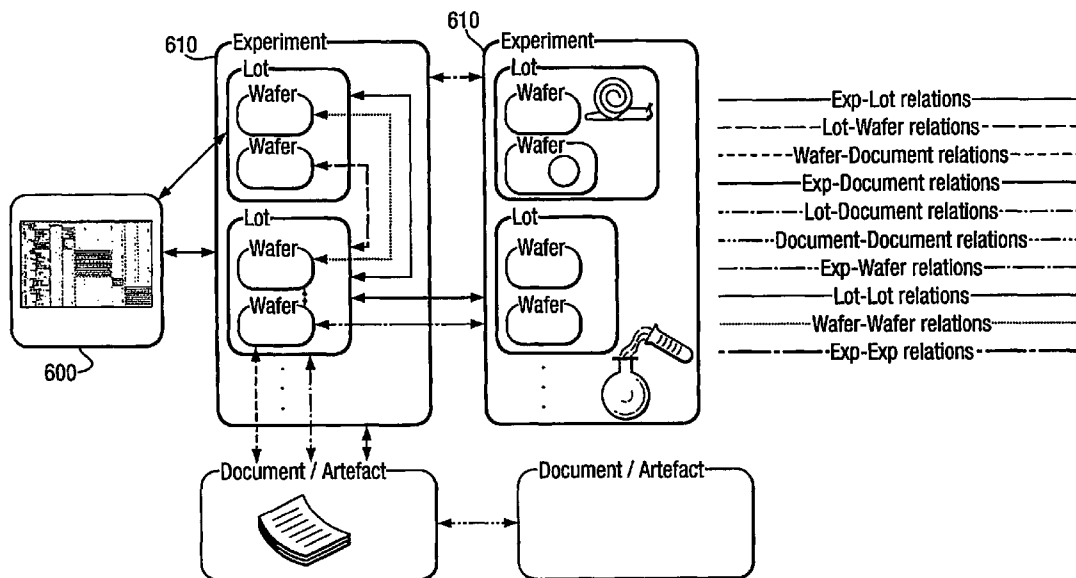 610
Experiment
Lot
Wafer
Wafer
Lot
Wafer
Wafer
600
610
Experiment
Lot
Wafer
Wafer
Lot
Wafer
Wafer
Exp-Lot relations
Lot-Wafer relations
Wafer-Document relations
Exp-Document relations
Lot-Document relations
Document-Document relations
Exp-Wafer relations
Lot-Lot relations
Wafer-Wafer relations
Exp-Exp relations
Document / Artefact
Document / Artefact